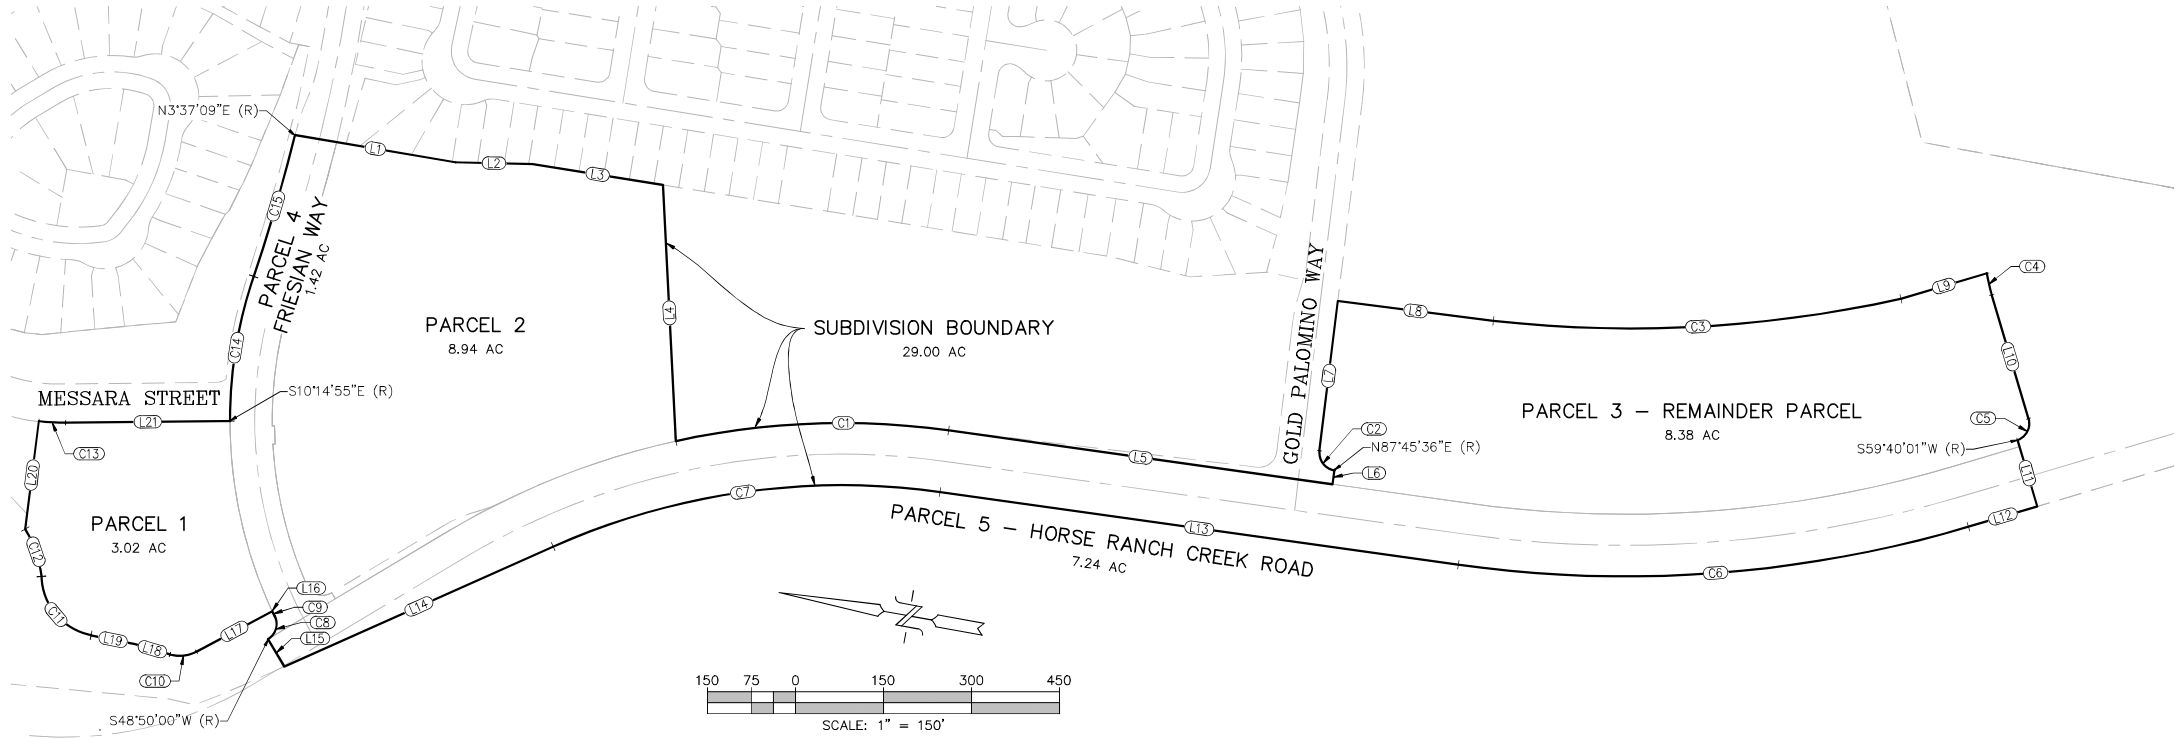 N3°37'09"E (R)
L1
L2
L3
C15
PARCEL 4
FRIESIAN WAY
1.42 AC
C14
L4
PARCEL 2
8.94 AC
SUBDIVISION BOUNDARY
29.00 AC
GOLD PALOMINO WAY
L7
L8
C3
L9
C4
L10
PARCEL 3 - REMAINDER PARCEL
8.38 AC
C5
S59°40'01"W (R)
MESSARA STREET
S10°14'55"E (R)
L21
C13
C1
L5
C2
N87°45'36"E (R)
L6
L11
L12
L20
PARCEL 1
3.02 AC
C12
C7
PARCEL 5 - HORSE RANCH CREEK ROAD
7.24 AC
L13
C6
C11
L14
L16
C9
C8
L15
L17
L19
L18
C10
S48°50'00"W (R)
150 75 0 150 300 450
SCALE: 1" = 150'